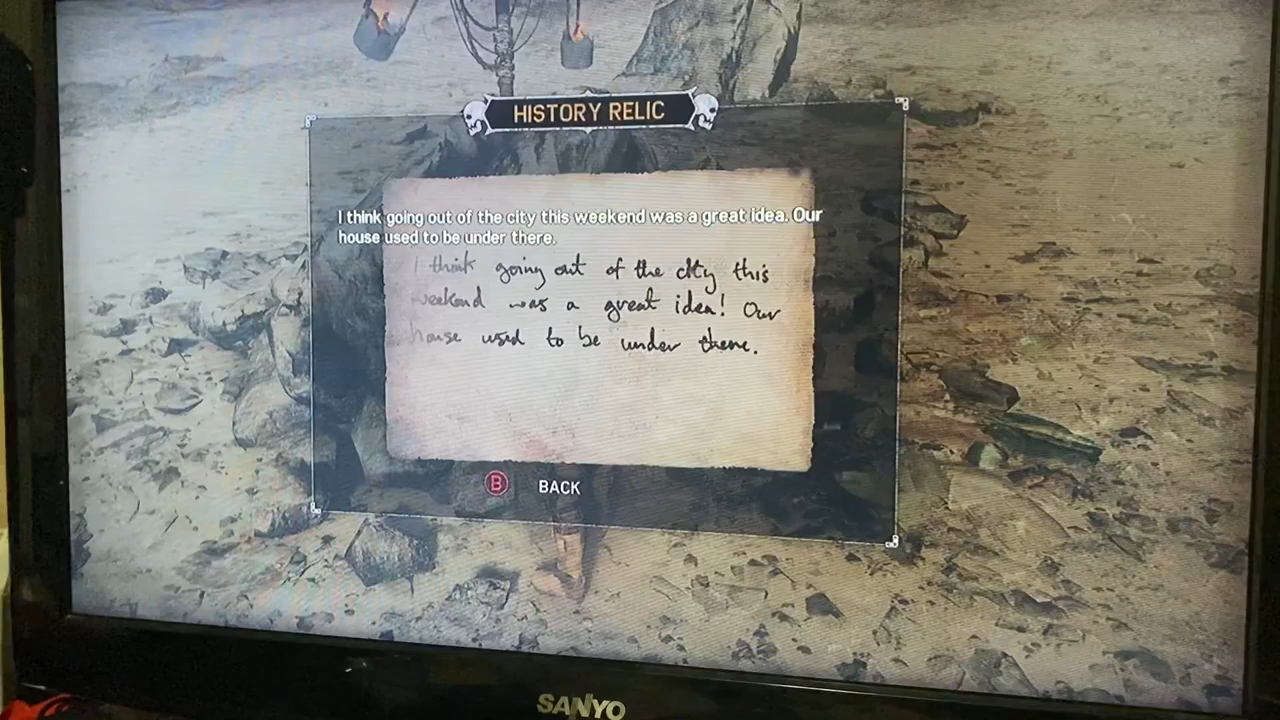 HISTORY RELIC
I think going out of the city this weekend was a great idea. Our
house used to be under there.
I think going out of the city this
weekend was a great idea! Our
house used to be under there.
B BACK
SANYO